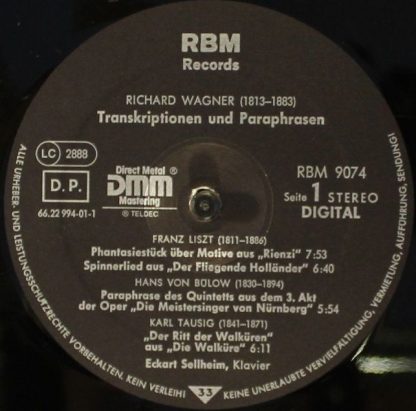 RBM
Records
RICHARD WAGNER (1813–1883)
Transkriptionen und Paraphrasen
LC 2888
D. P.
66.22 994-01-1
Direct Metal ®
DMM
Mastering
® TELDEC
RBM 9074
Seite 1 STEREO
DIGITAL
FRANZ LISZT (1811–1886)
Phantasiestück über Motive aus „Rienzi" 7:53
Spinnerlied aus „Der Fliegende Holländer" 6:40
HANS VON BÜLOW (1830–1894)
Paraphrase des Quintetts aus dem 3. Akt
der Oper „Die Meistersinger von Nürnberg" 5:54
KARL TAUSIG (1841–1871)
„Der Ritt der Walküren"
aus „Die Walküre" 6:11
Eckart Sellheim, Klavier
33
ALLE URHEBER- UND LEISTUNGSSCHUTZRECHTE VORBEHALTEN. KEIN VERLEIH! KEINE UNERLAUBTE VERVIELFÄLTIGUNG, VERMIETUNG, AUFFÜHRUNG, SENDUNG!